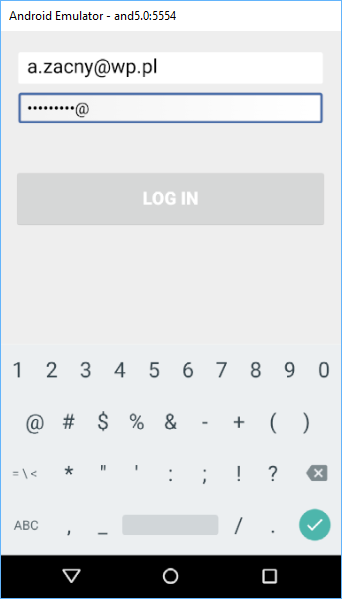 Android Emulator - and5.0:5554
a.zacny@wp.pl
•••••••••@
LOG IN
1 2 3 4 5 6 7 8 9 0
@ # $ % & - + ( )
= \ < * " ' : ; ! ?
ABC , _ / .